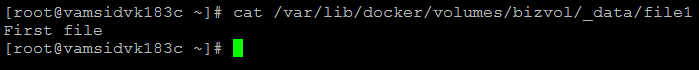 [root@vamsidvk183c ~]# cat /var/lib/docker/volumes/bizvol/_data/file1
First file
[root@vamsidvk183c ~]#